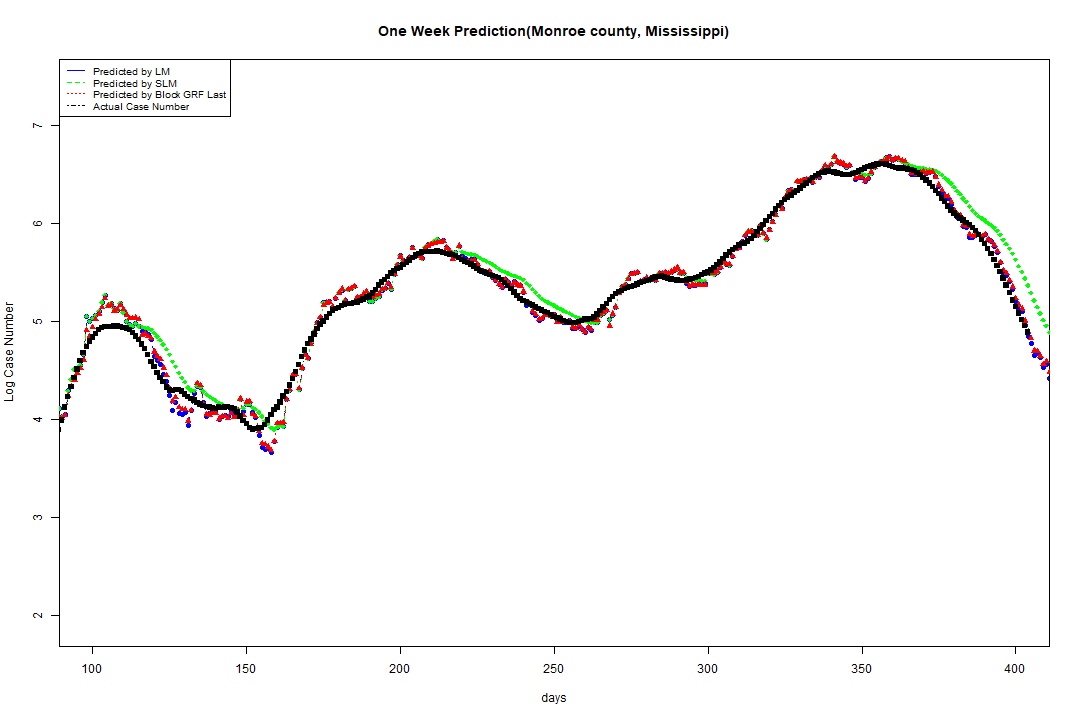 One Week Prediction(Monroe county, Mississippi)
Predicted by LM
Predicted by SLM
Predicted by Block GRF Last
Actual Case Number
7
6
5
4
3
2
Log Case Number
100 150 200 250 300 350 400
days